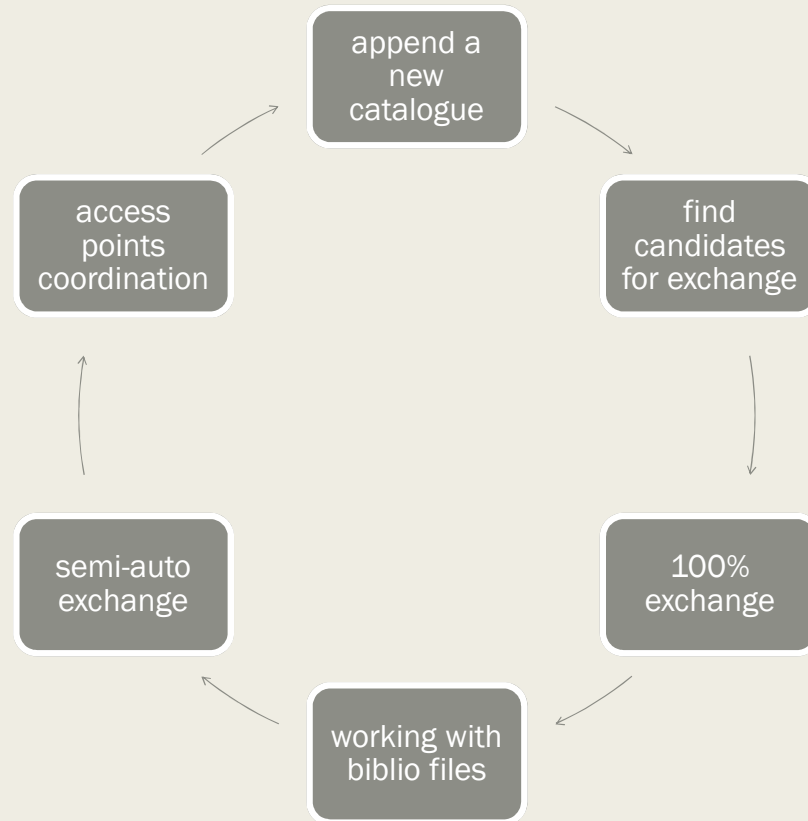 append a
new
catalogue
find
candidates
for exchange
100%
exchange
working with
biblio files
semi-auto
exchange
access
points
coordination